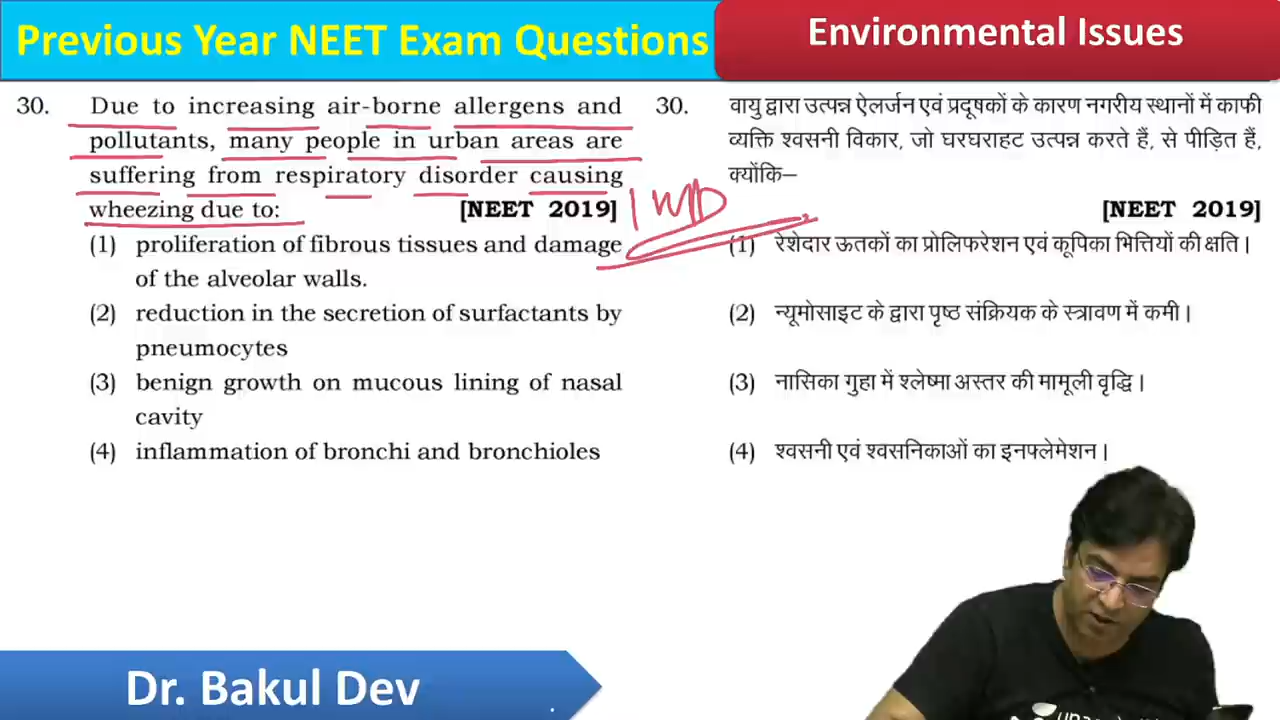 Previous Year NEET Exam Questions
Environmental Issues
30. Due to increasing air-borne allergens and
pollutants, many people in urban areas are
suffering from respiratory disorder causing
wheezing due to: [NEET 2019]
(1) proliferation of fibrous tissues and damage
of the alveolar walls.
(2) reduction in the secretion of surfactants by
pneumocytes
(3) benign growth on mucous lining of nasal
cavity
(4) inflammation of bronchi and bronchioles
30. वायु द्वारा उत्पन्न ऐलर्जन एवं प्रदूषकों के कारण नगरीय स्थानों में काफी
व्यक्ति श्वसनी विकार, जो घरघराहट उत्पन्न करते हैं, से पीड़ित हैं,
क्योंकि–
[NEET 2019]
(1) रेशेदार ऊतकों का प्रोलिफरेशन एवं कूपिका भित्तियों की क्षति।
(2) न्यूमोसाइट के द्वारा पृष्ठ संक्रियक के स्त्रावण में कमी।
(3) नासिका गुहा में श्लेष्मा अस्तर की मामूली वृद्धि।
(4) श्वसनी एवं श्वसनिकाओं का इनफ्लेमेशन।
Dr. Bakul Dev